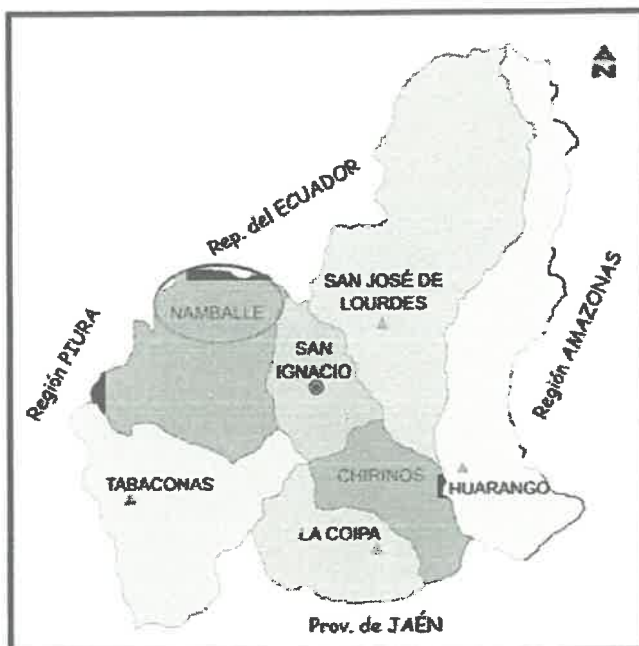 N
Rep. del ECUADOR
SAN JOSÉ DE
LOURDES
NAMBALLE
SAN
IGNACIO
Región PIURA
Región AMAZONAS
TABACONAS
CHIRINOS
HUARANGO
LA COIPA
Prov. de JAÉN